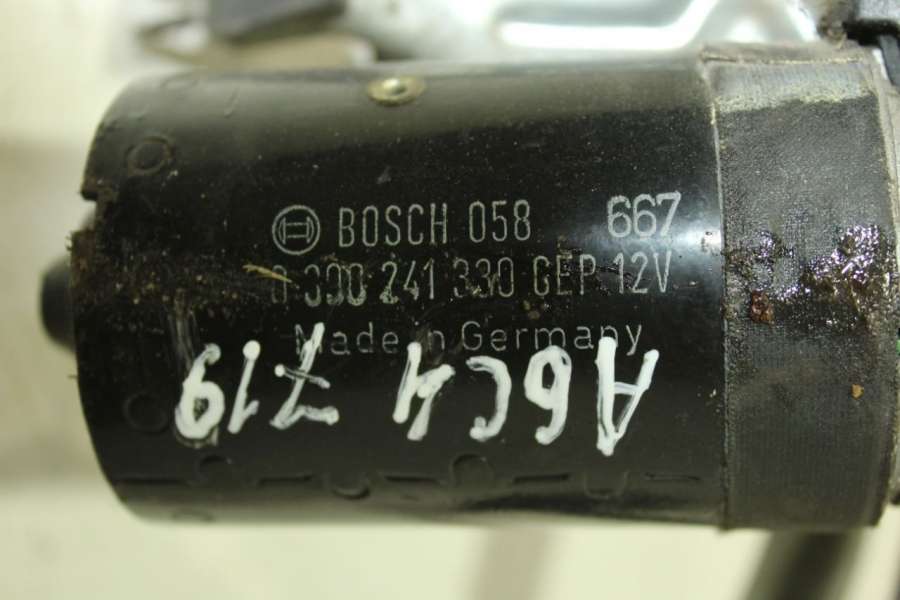 BOSCH 058 667
0 390 241 330 CEP 12V
Made in Germany
A6C4 719